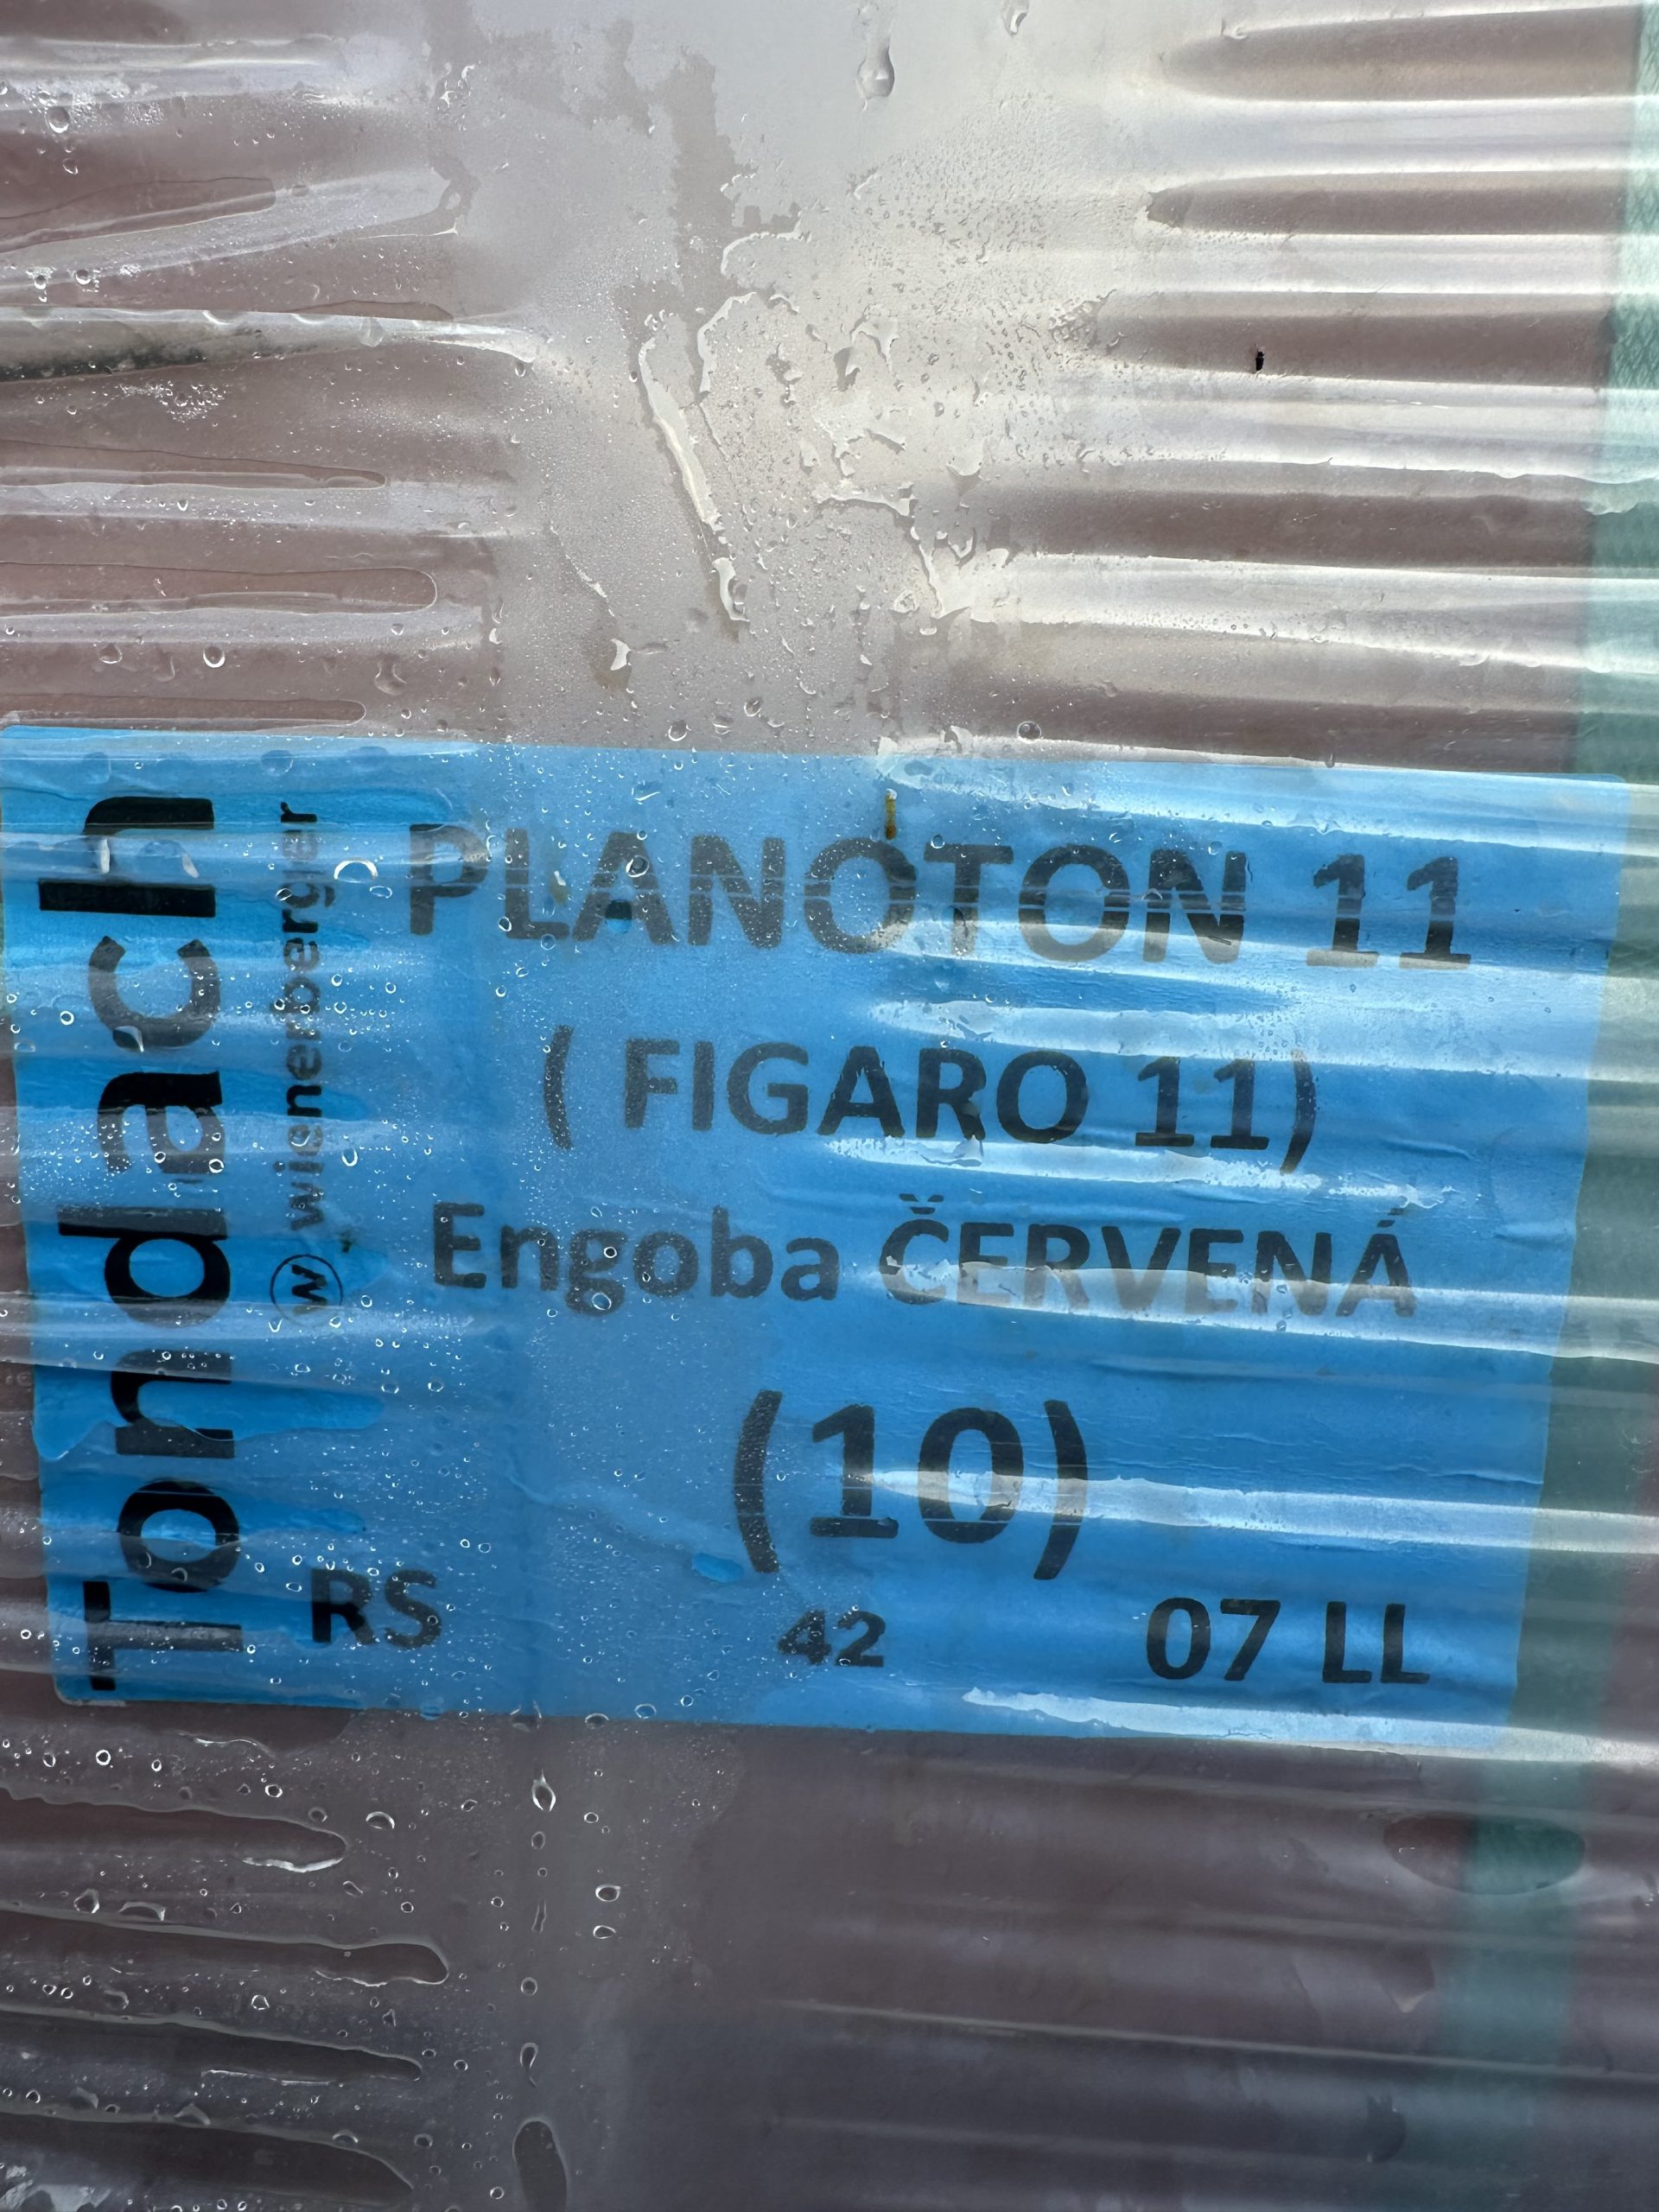 Tondach
wienerberger
PLANOTON 11
( FIGARO 11)
Engoba ČERVENÁ
(10)
RS 42 07 LL